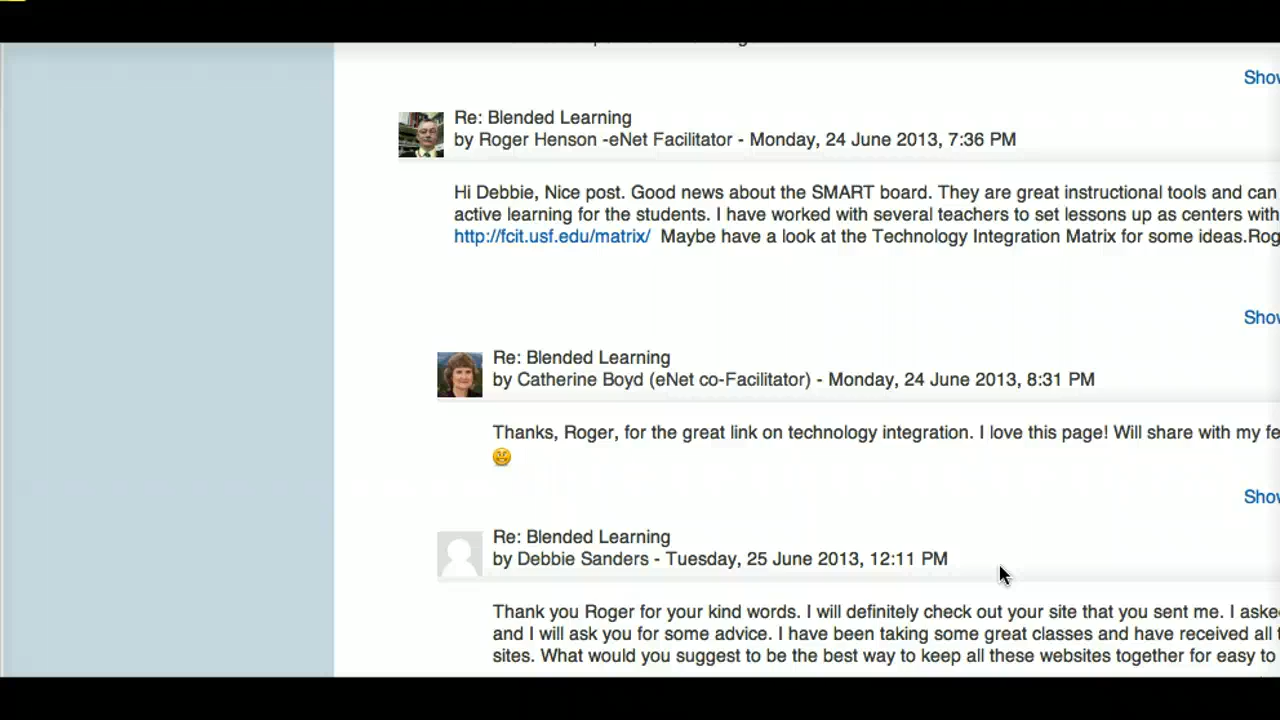 Show
Re: Blended Learning
by Roger Henson -eNet Facilitator - Monday, 24 June 2013, 7:36 PM
Hi Debbie, Nice post. Good news about the SMART board. They are great instructional tools and can
active learning for the students. I have worked with several teachers to set lessons up as centers with
http://fcit.usf.edu/matrix/ Maybe have a look at the Technology Integration Matrix for some ideas.Rog
Show
Re: Blended Learning
by Catherine Boyd (eNet co-Facilitator) - Monday, 24 June 2013, 8:31 PM
Thanks, Roger, for the great link on technology integration. I love this page! Will share with my fe
Show
Re: Blended Learning
by Debbie Sanders - Tuesday, 25 June 2013, 12:11 PM
Thank you Roger for your kind words. I will definitely check out your site that you sent me. I aske
and I will ask you for some advice. I have been taking some great classes and have received all t
sites. What would you suggest to be the best way to keep all these websites together for easy to